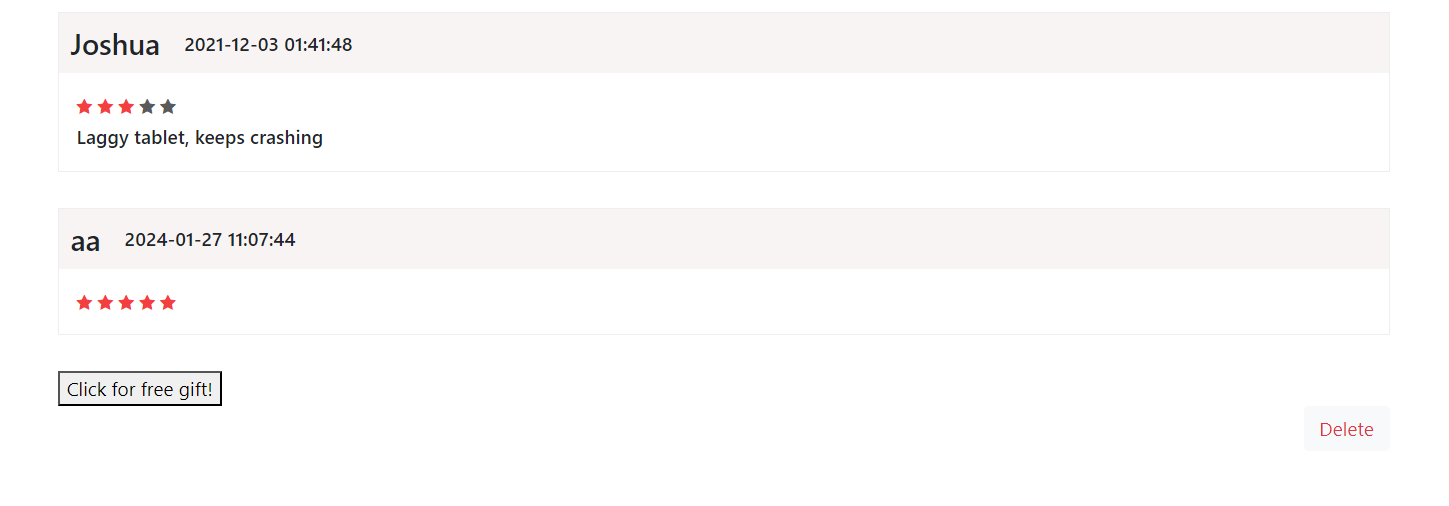 Joshua 2021-12-03 01:41:48
Laggy tablet, keeps crashing
aa 2024-01-27 11:07:44
Click for free gift!
Delete